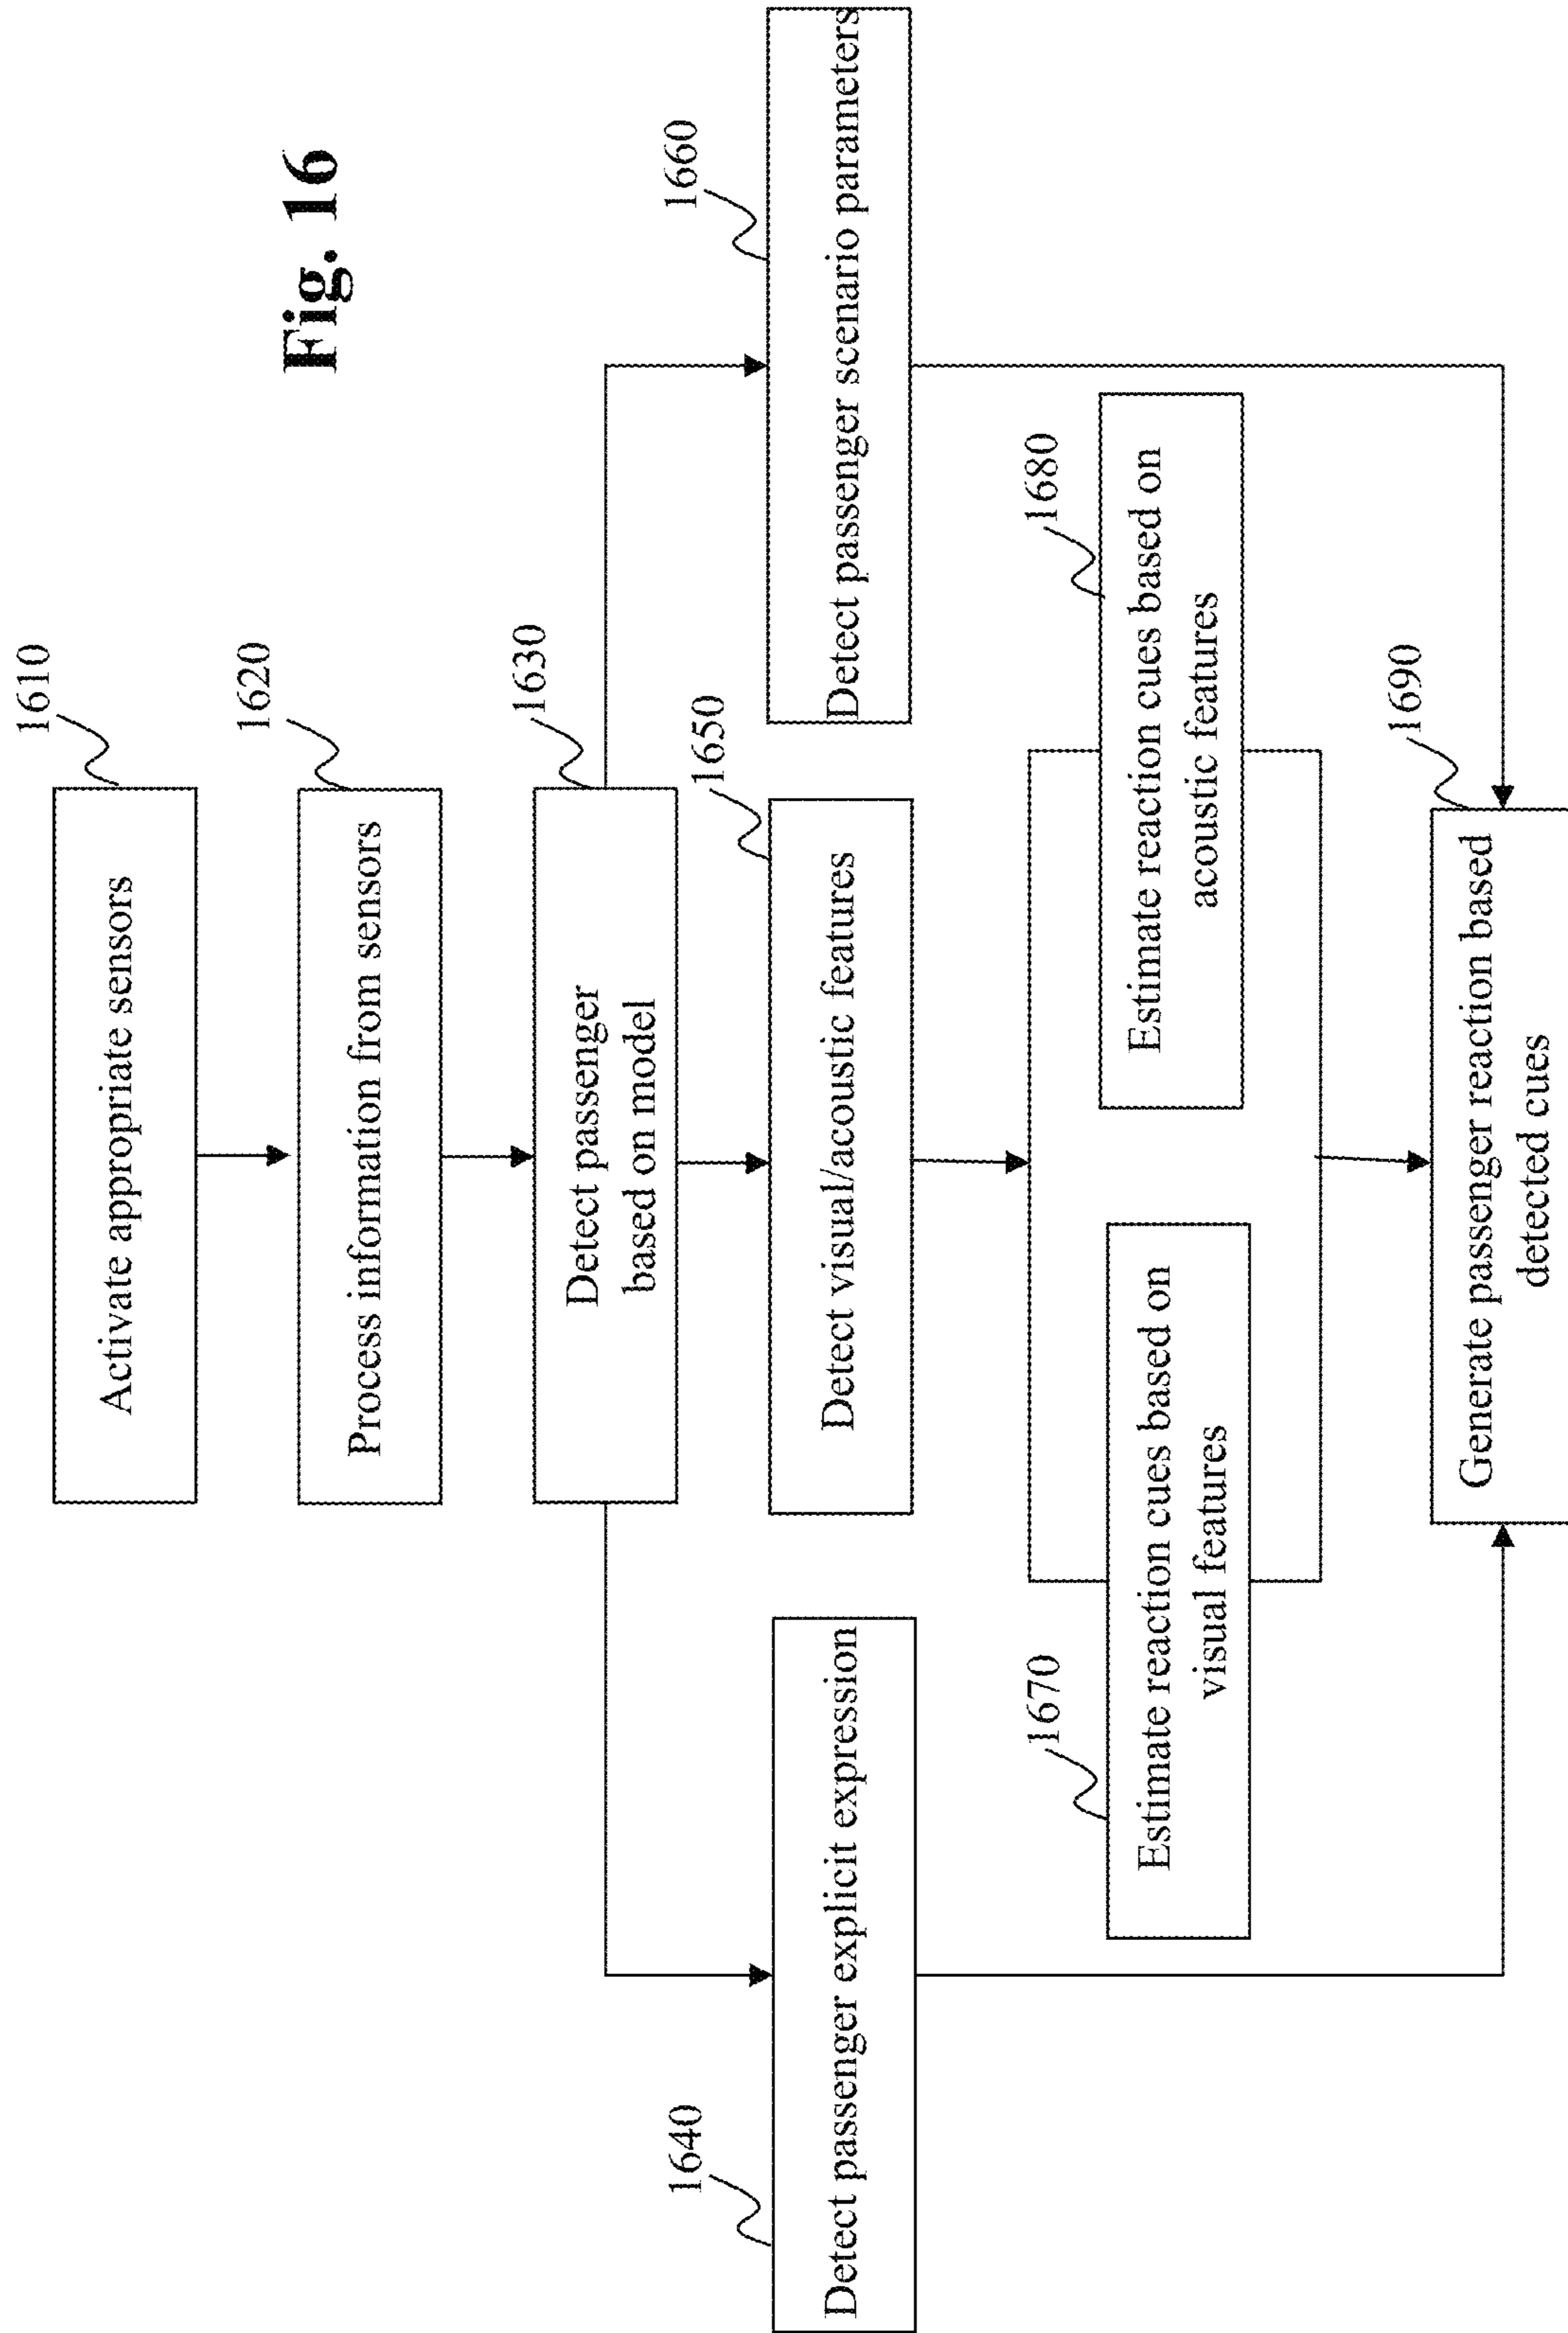 Fig. 16
1610
Activate appropriate sensors
1620
Process information from sensors
1630
Detect passenger
based on model
1640
Detect passenger explicit expression
1650
Detect visual/acoustic features
1660
Detect passenger scenario parameters
1670
Estimate reaction cues based on
visual features
1680
Estimate reaction cues based on
acoustic features
1690
Generate passenger reaction based
detected cues